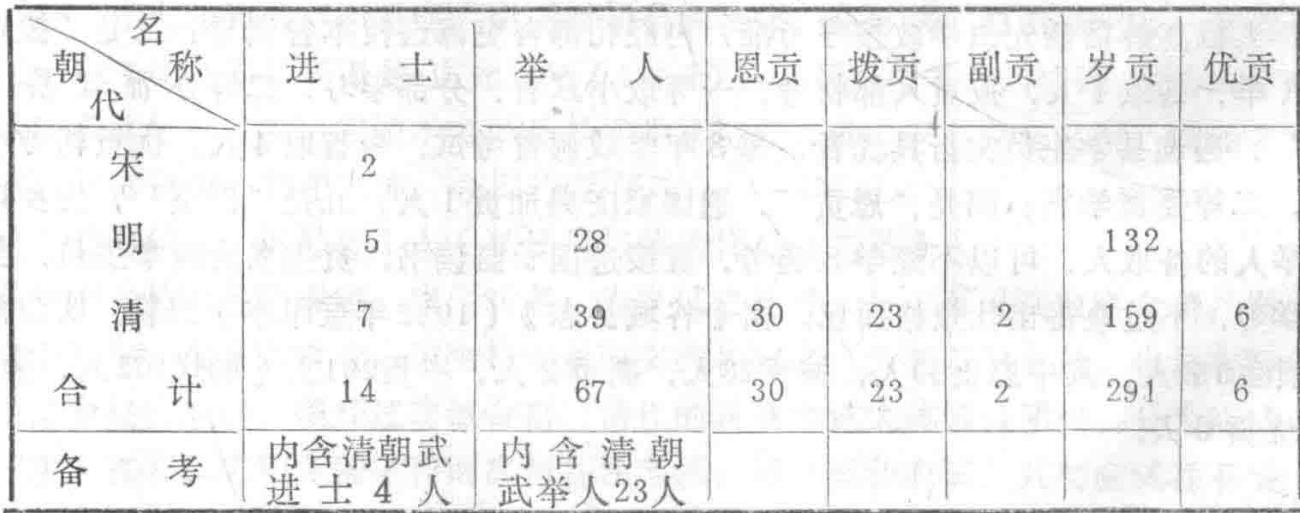 名称 朝代 进士 举人 恩贡 拨贡 副贡 岁贡 优贡
宋 2
明 5 28 132
清 7 39 30 23 2 159 6
合计 14 67 30 23 2 291 6
备考 内含清朝武进士4人 内含清朝武举人23人